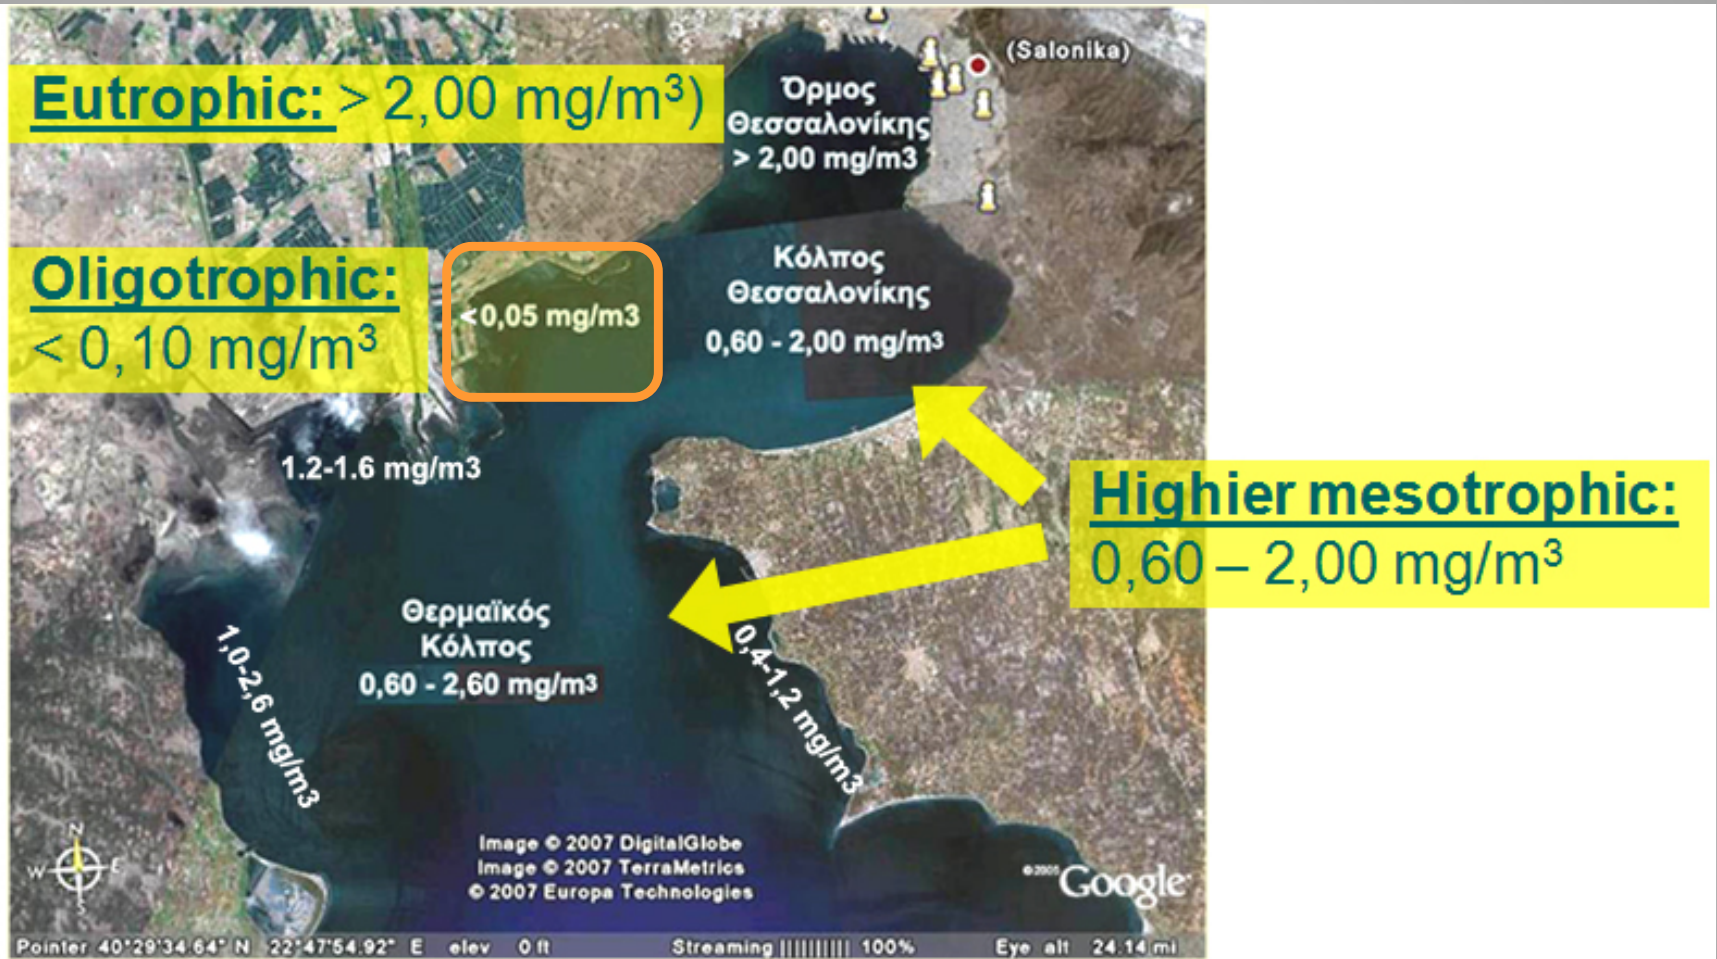 Eutrophic: > 2,00 mg/m³)
(Salonika)
Όρμος
Θεσσαλονίκης
> 2,00 mg/m3
Oligotrophic:
< 0,10 mg/m³
<0,05 mg/m3
Κόλπος
Θεσσαλονίκης
0,60 - 2,00 mg/m3
1.2-1.6 mg/m3
Highier mesotrophic:
0,60 – 2,00 mg/m³
Θερμαϊκός
Κόλπος
0,60 - 2,60 mg/m3
1,0-2,6 mg/m3
0,4-1,2 mg/m3
N
W E
S
Image © 2007 DigitalGlobe
Image © 2007 TerraMetrics
© 2007 Europa Technologies
©2005 Google
Pointer 40°29'34.64" N 22°47'54.92" E elev 0 ft Streaming ||||||||| 100% Eye alt 24.14 mi